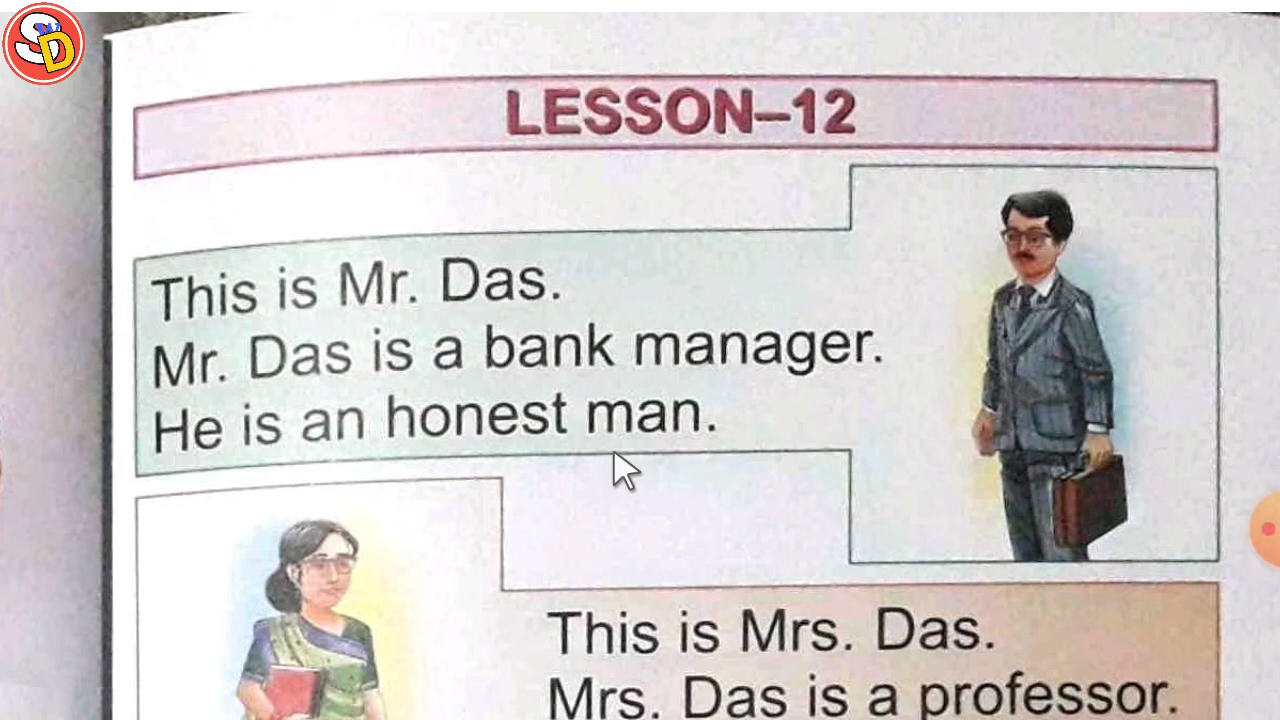 SD
LESSON–12
This is Mr. Das.
Mr. Das is a bank manager.
He is an honest man.
This is Mrs. Das.
Mrs. Das is a professor.